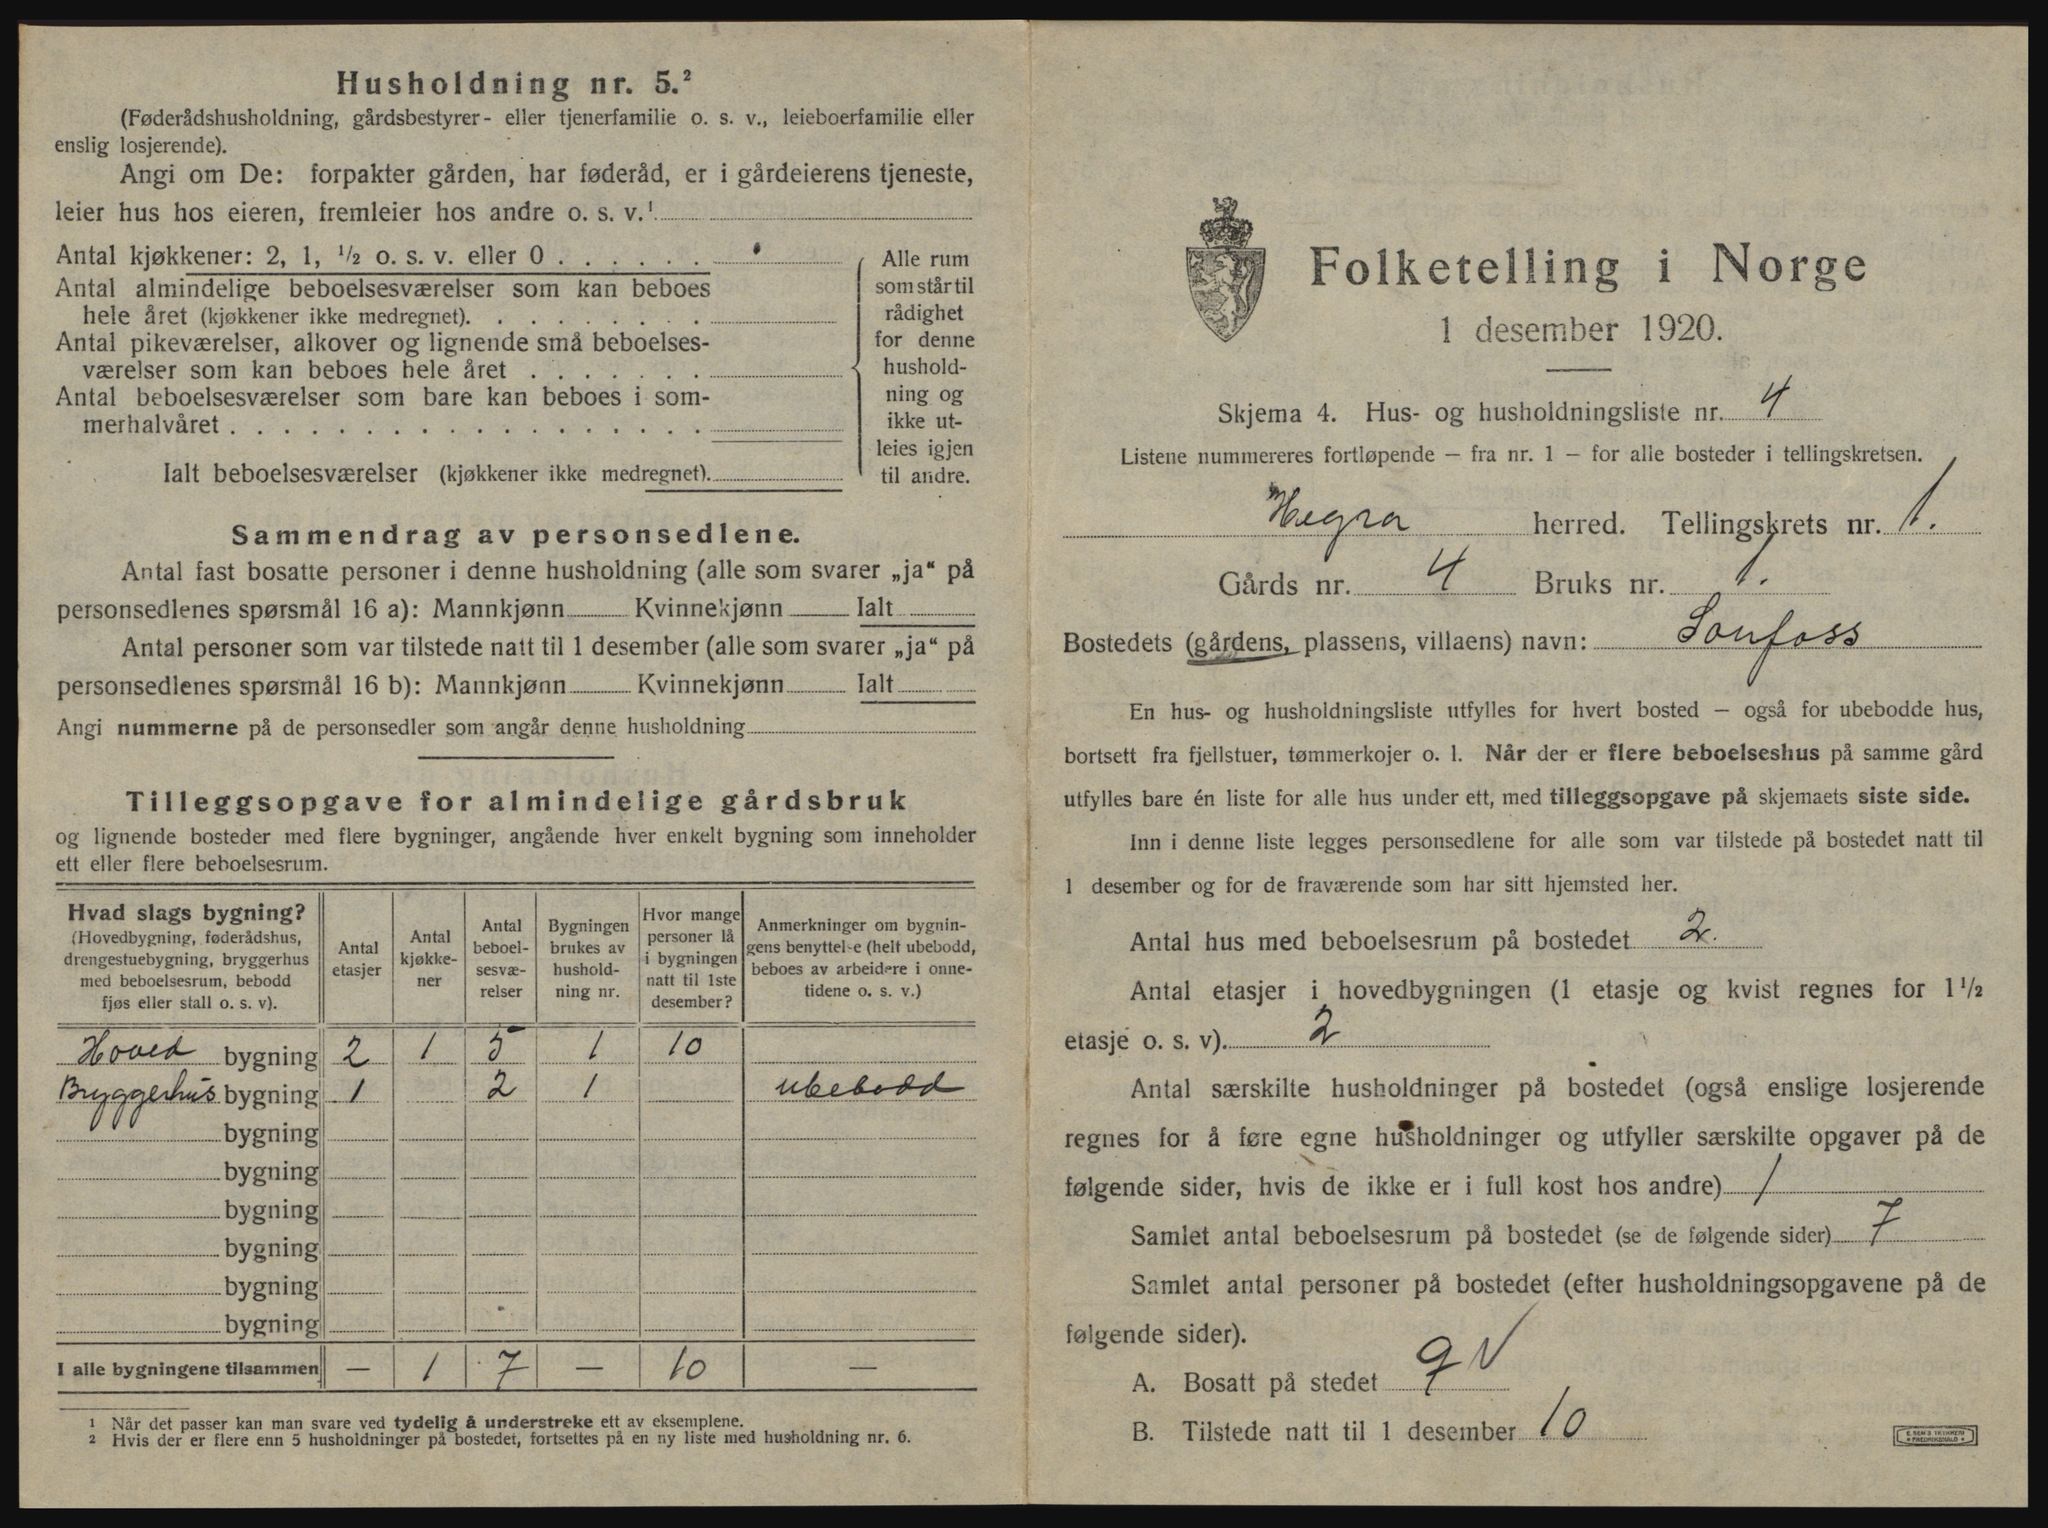 Husholdning nr. 5.²
(Føderådshusholdning, gårdsbestyrer- eller tjenerfamilie o. s. v., leieboerfamilie eller
enslig losjerende).
Angi om De: forpakter gården, har føderåd, er i gårdeierens tjeneste,
leier hus hos eieren, fremleier hos andre o. s. v.¹
Antal kjøkkener: 2, 1, ¹/₂ o. s. v. eller 0 . . . . . .
Antal almindelige beboelsesværelser som kan beboes
hele året (kjøkkener ikke medregnet). . . . . . . . .
Antal pikeværelser, alkover og lignende små beboelses-
værelser som kan beboes hele året . . . . . . .
Antal beboelsesværelser som bare kan beboes i som-
merhalvåret . . . . . . . . . . . . . . . . . .
Ialt beboelsesværelser (kjøkkener ikke medregnet).
Alle rum
som står til
rådighet
for denne
hushold-
ning og
ikke ut-
leies igjen
til andre.
Sammendrag av personsedlene.
Antal fast bosatte personer i denne husholdning (alle som svarer „ja“ på
personsedlenes spørsmål 16 a): Mannkjønn Kvinnekjønn Ialt
Antal personer som var tilstede natt til 1 desember (alle som svarer „ja“ på
personsedlenes spørsmål 16 b): Mannkjønn Kvinnekjønn Ialt
Angi nummerne på de personsedler som angår denne husholdning
Tilleggsopgave for almindelige gårdsbruk
og lignende bosteder med flere bygninger, angående hver enkelt bygning som inneholder
ett eller flere beboelsesrum.
Hvad slags bygning?
(Hovedbygning, føderådshus,
drengestuebygning, bryggerhus
med beboelsesrum, bebodd
fjøs eller stall o. s. v).
Antal
etasjer
Antal
kjøkke-
ner
Antal
beboel-
sesvæ-
relser
Bygningen
brukes av
hushold-
ning nr.
Hvor mange
personer lå
i bygningen
natt til 1ste
desember?
Anmerkninger om bygnin-
gens benyttelse (helt ubebodd,
beboes av arbeidere i onne-
tidene o. s. v.)
Hoved bygning 2 1 5 1 10
Bryggerhus bygning 1 2 1 ubebodd
bygning
bygning
bygning
bygning
bygning
bygning
I alle bygningene tilsammen — 1 7 — 10 —
¹ Når det passer kan man svare ved tydelig å understreke ett av eksemplene.
² Hvis der er flere enn 5 husholdninger på bostedet, fortsettes på en ny liste med husholdning nr. 6.
Folketelling i Norge
1 desember 1920.
Skjema 4. Hus- og husholdningsliste nr. 4
Listene nummereres fortløpende – fra nr. 1 – for alle bosteder i tellingskretsen.
Hegra herred. Tellingskrets nr. 1.
Gårds nr. 4 Bruks nr. 1.
Bostedets (gårdens, plassens, villaens) navn: Sonfoss
En hus- og husholdningsliste utfylles for hvert bosted – også for ubebodde hus,
bortsett fra fjellstuer, tømmerkojer o. l. Når der er flere beboelseshus på samme gård
utfylles bare én liste for alle hus under ett, med tilleggsopgave på skjemaets siste side.
Inn i denne liste legges personsedlene for alle som var tilstede på bostedet natt til
1 desember og for de fraværende som har sitt hjemsted her.
Antal hus med beboelsesrum på bostedet 2.
Antal etasjer i hovedbygningen (1 etasje og kvist regnes for 1 ¹/₂
etasje o. s. v). 2
Antal særskilte husholdninger på bostedet (også enslige losjerende
regnes for å føre egne husholdninger og utfyller særskilte opgaver på de
følgende sider, hvis de ikke er i full kost hos andre) 1
Samlet antal beboelsesrum på bostedet (se de følgende sider) 7
Samlet antal personer på bostedet (efter husholdningsopgavene på de
følgende sider).
A. Bosatt på stedet 9 V
B. Tilstede natt til 1 desember 10